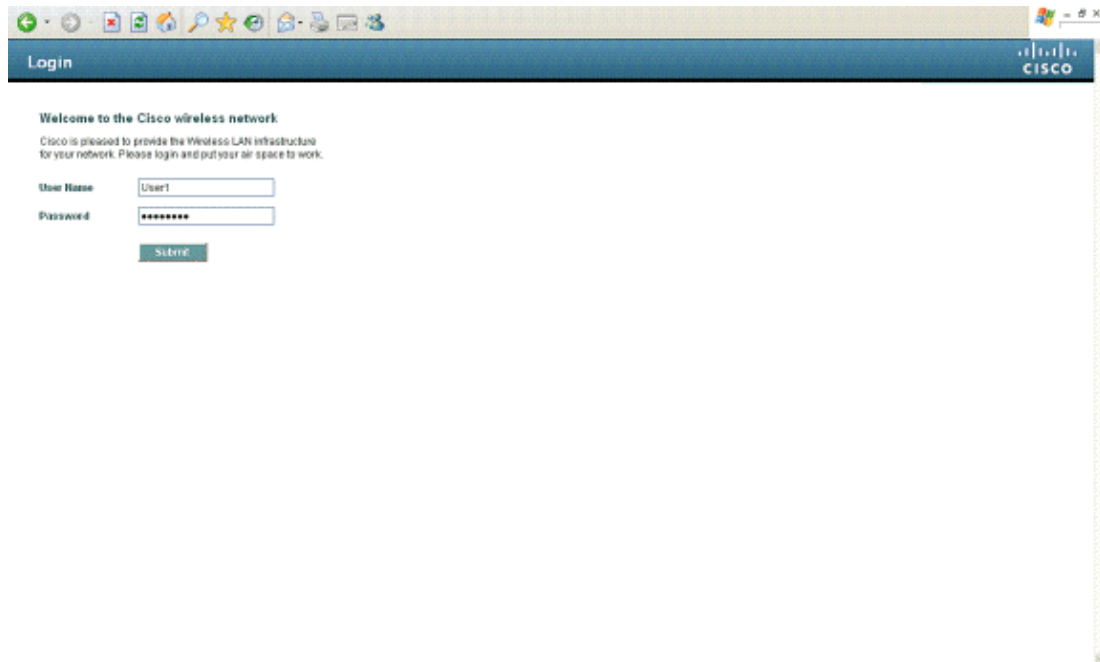 Login
CISCO
Welcome to the Cisco wireless network
Cisco is pleased to provide the Wireless LAN infrastructure
for your network. Please login and put your air space to work.
User Name User1
Password ••••••••
Submit